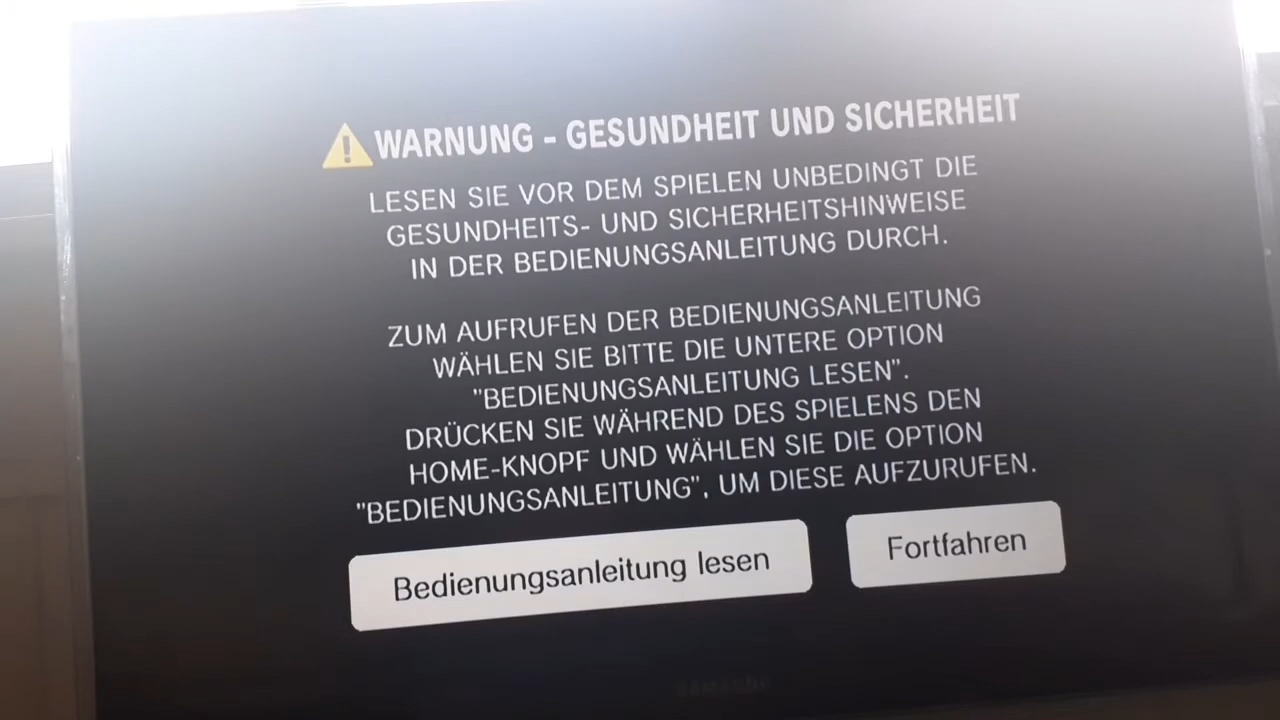 WARNUNG - GESUNDHEIT UND SICHERHEIT
LESEN SIE VOR DEM SPIELEN UNBEDINGT DIE
GESUNDHEITS- UND SICHERHEITSHINWEISE
IN DER BEDIENUNGSANLEITUNG DURCH.
ZUM AUFRUFEN DER BEDIENUNGSANLEITUNG
WÄHLEN SIE BITTE DIE UNTERE OPTION
"BEDIENUNGSANLEITUNG LESEN".
DRÜCKEN SIE WÄHREND DES SPIELENS DEN
HOME-KNOPF UND WÄHLEN SIE DIE OPTION
"BEDIENUNGSANLEITUNG", UM DIESE AUFZURUFEN.
Bedienungsanleitung lesen
Fortfahren
SAMSUNG